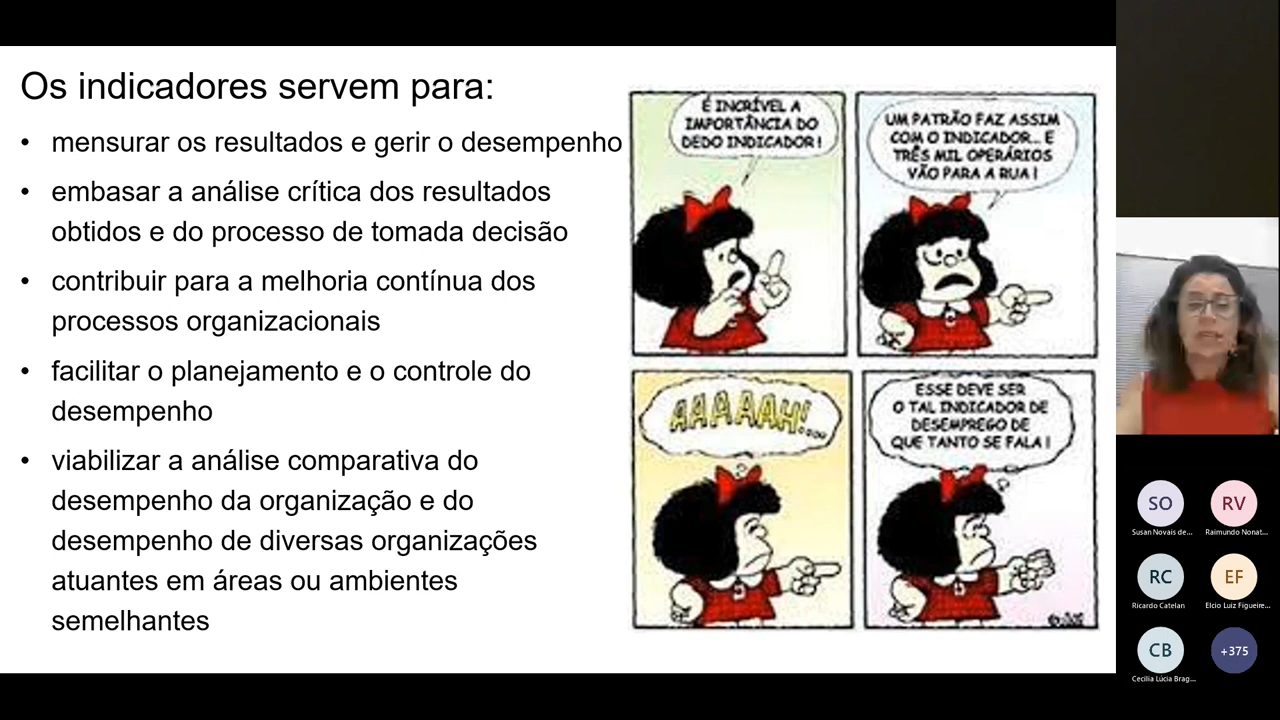 Os indicadores servem para:
• mensurar os resultados e gerir o desempenho
• embasar a análise crítica dos resultados
obtidos e do processo de tomada decisão
• contribuir para a melhoria contínua dos
processos organizacionais
• facilitar o planejamento e o controle do
desempenho
• viabilizar a análise comparativa do
desempenho da organização e do
desempenho de diversas organizações
atuantes em áreas ou ambientes
semelhantes
É INCRÍVEL A
IMPORTÂNCIA DO
DEDO INDICADOR!
UM PATRÃO FAZ ASSIM
COM O INDICADOR... E
TRÊS MIL OPERÁRIOS
VÃO PARA A RUA!
AAAAAH!....
ESSE DEVE SER
O TAL INDICADOR DE
DESEMPREGO DE
QUE TANTO SE FALA!
SO
Susan Novais de...
RV
Raimundo Nonat...
RC
Ricardo Catelan
EF
Elcio Luiz Figueire...
CB
Cecilia Lúcia Brag...
+375